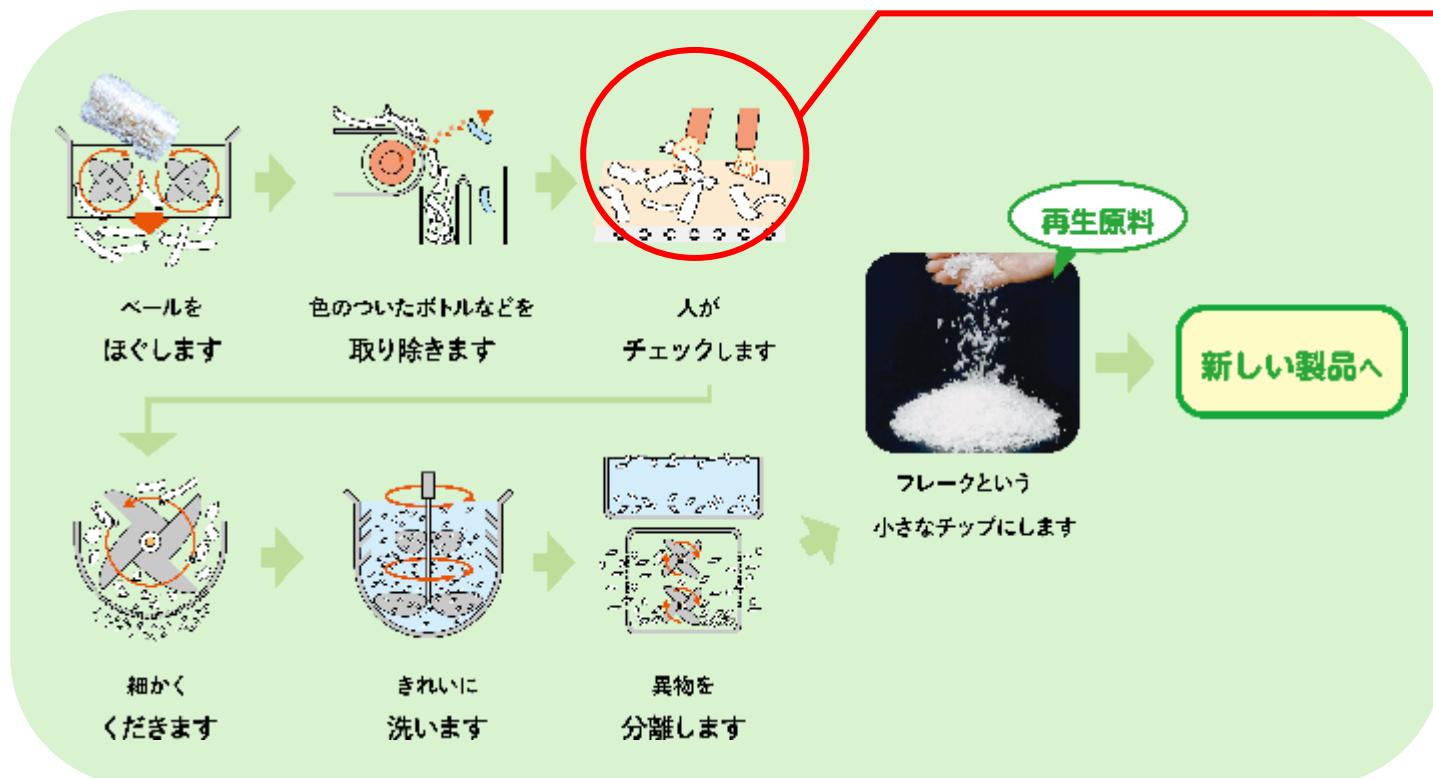 ベールを
ほぐします
色のついたボトルなどを
取り除きます
人が
チェックします
細かく
くだきます
きれいに
洗います
異物を
分離します
再生原料
フレークという
小さなチップにします
新しい製品へ